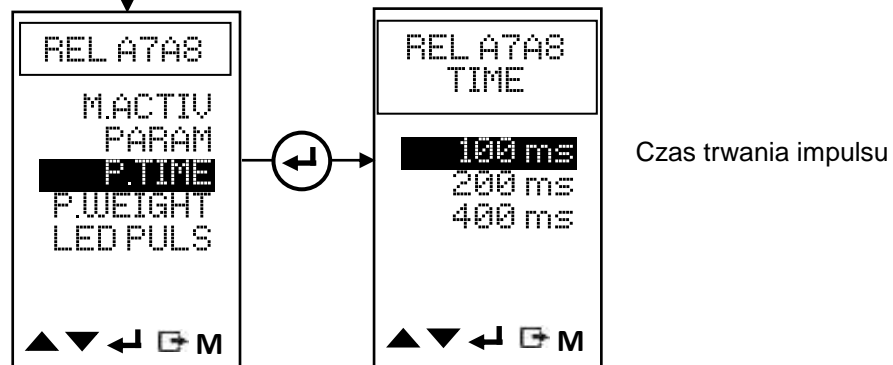 REL A7A8
M.ACTIV
PARAM
P.TIME
P.WEIGHT
LED PULS
M
REL A7A8
TIME
100 ms
200 ms
400 ms
M
Czas trwania impulsu